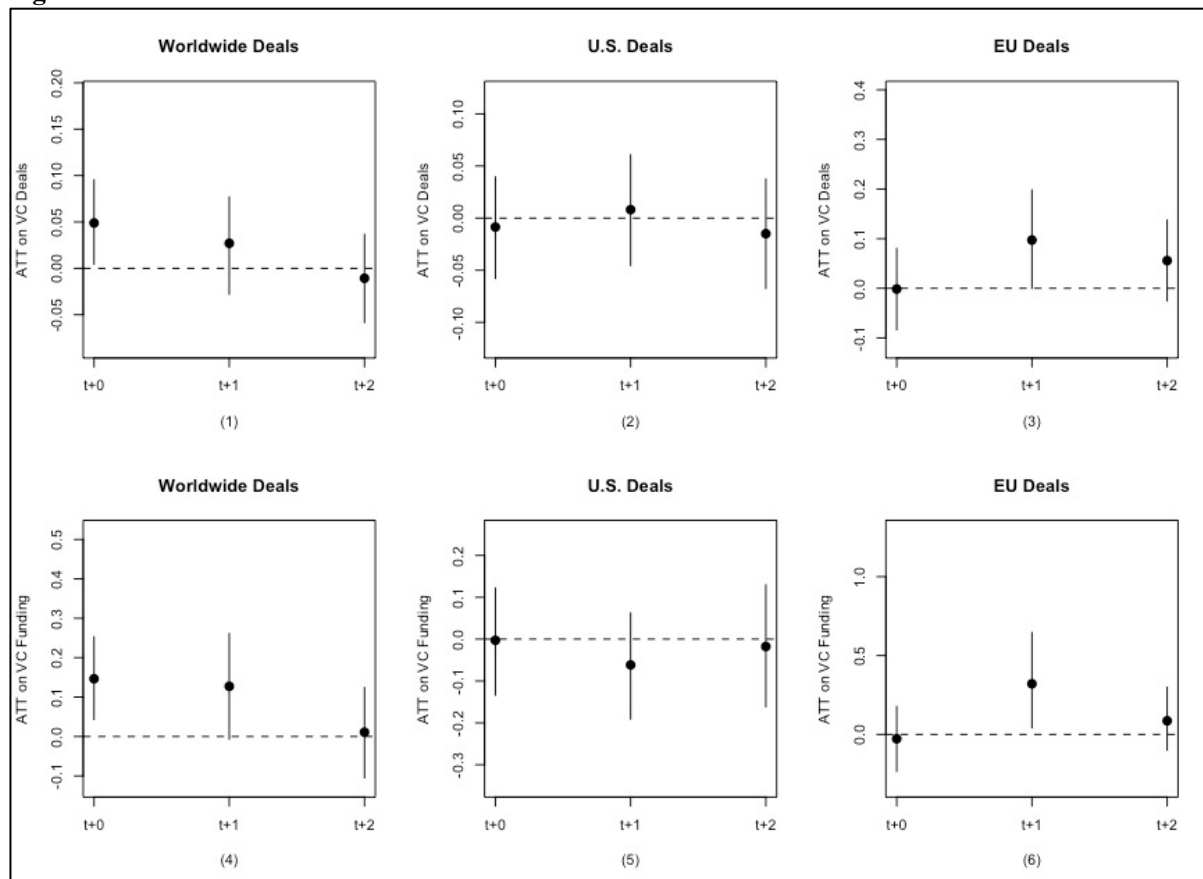 Worldwide Deals
U.S. Deals
EU Deals
ATT on VC Deals
0.20
0.15
0.10
0.05
0.00
-0.05
t+0
t+1
t+2
(1)
ATT on VC Deals
0.10
0.05
0.00
-0.05
-0.10
t+0
t+1
t+2
(2)
ATT on VC Deals
0.4
0.3
0.2
0.1
0.0
-0.1
t+0
t+1
t+2
(3)
Worldwide Deals
U.S. Deals
EU Deals
ATT on VC Funding
0.5
0.4
0.3
0.2
0.1
0.0
-0.1
t+0
t+1
t+2
(4)
ATT on VC Funding
0.2
0.1
0.0
-0.1
-0.2
-0.3
t+0
t+1
t+2
(5)
ATT on VC Funding
1.0
0.5
0.0
t+0
t+1
t+2
(6)